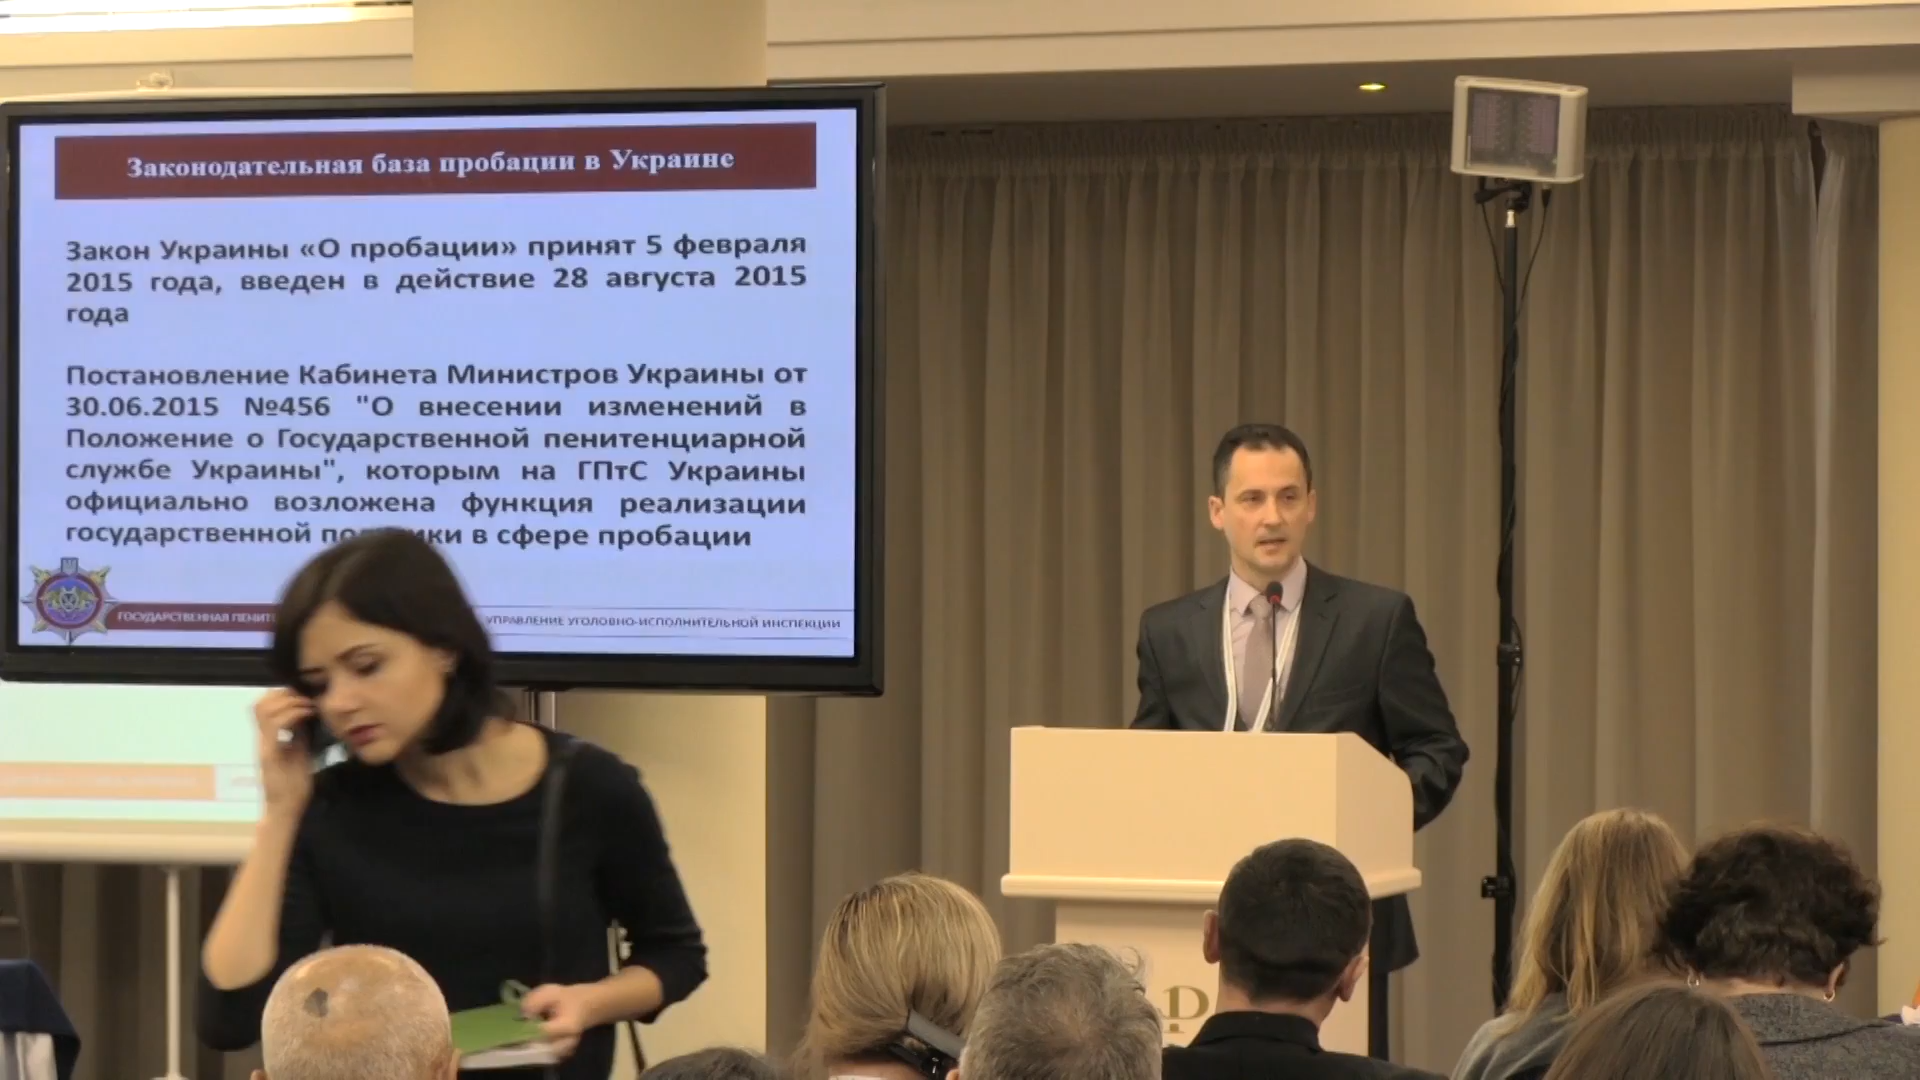 Законодательная база пробации в Украине
Закон Украины «О пробации» принят 5 февраля
2015 года, введен в действие 28 августа 2015
года
Постановление Кабинета Министров Украины от
30.06.2015 №456 "О внесении изменений в
Положение о Государственной пенитенциарной
службе Украины", которым на ГПтС Украины
официально возложена функция реализации
государственной в сфере пробации
ГОСУДАРСТВЕННАЯ УПРАВЛЕНИЕ УГОЛОВНО-ИСПОЛНИТЕЛЬНОЙ ИНСПЕКЦИИ